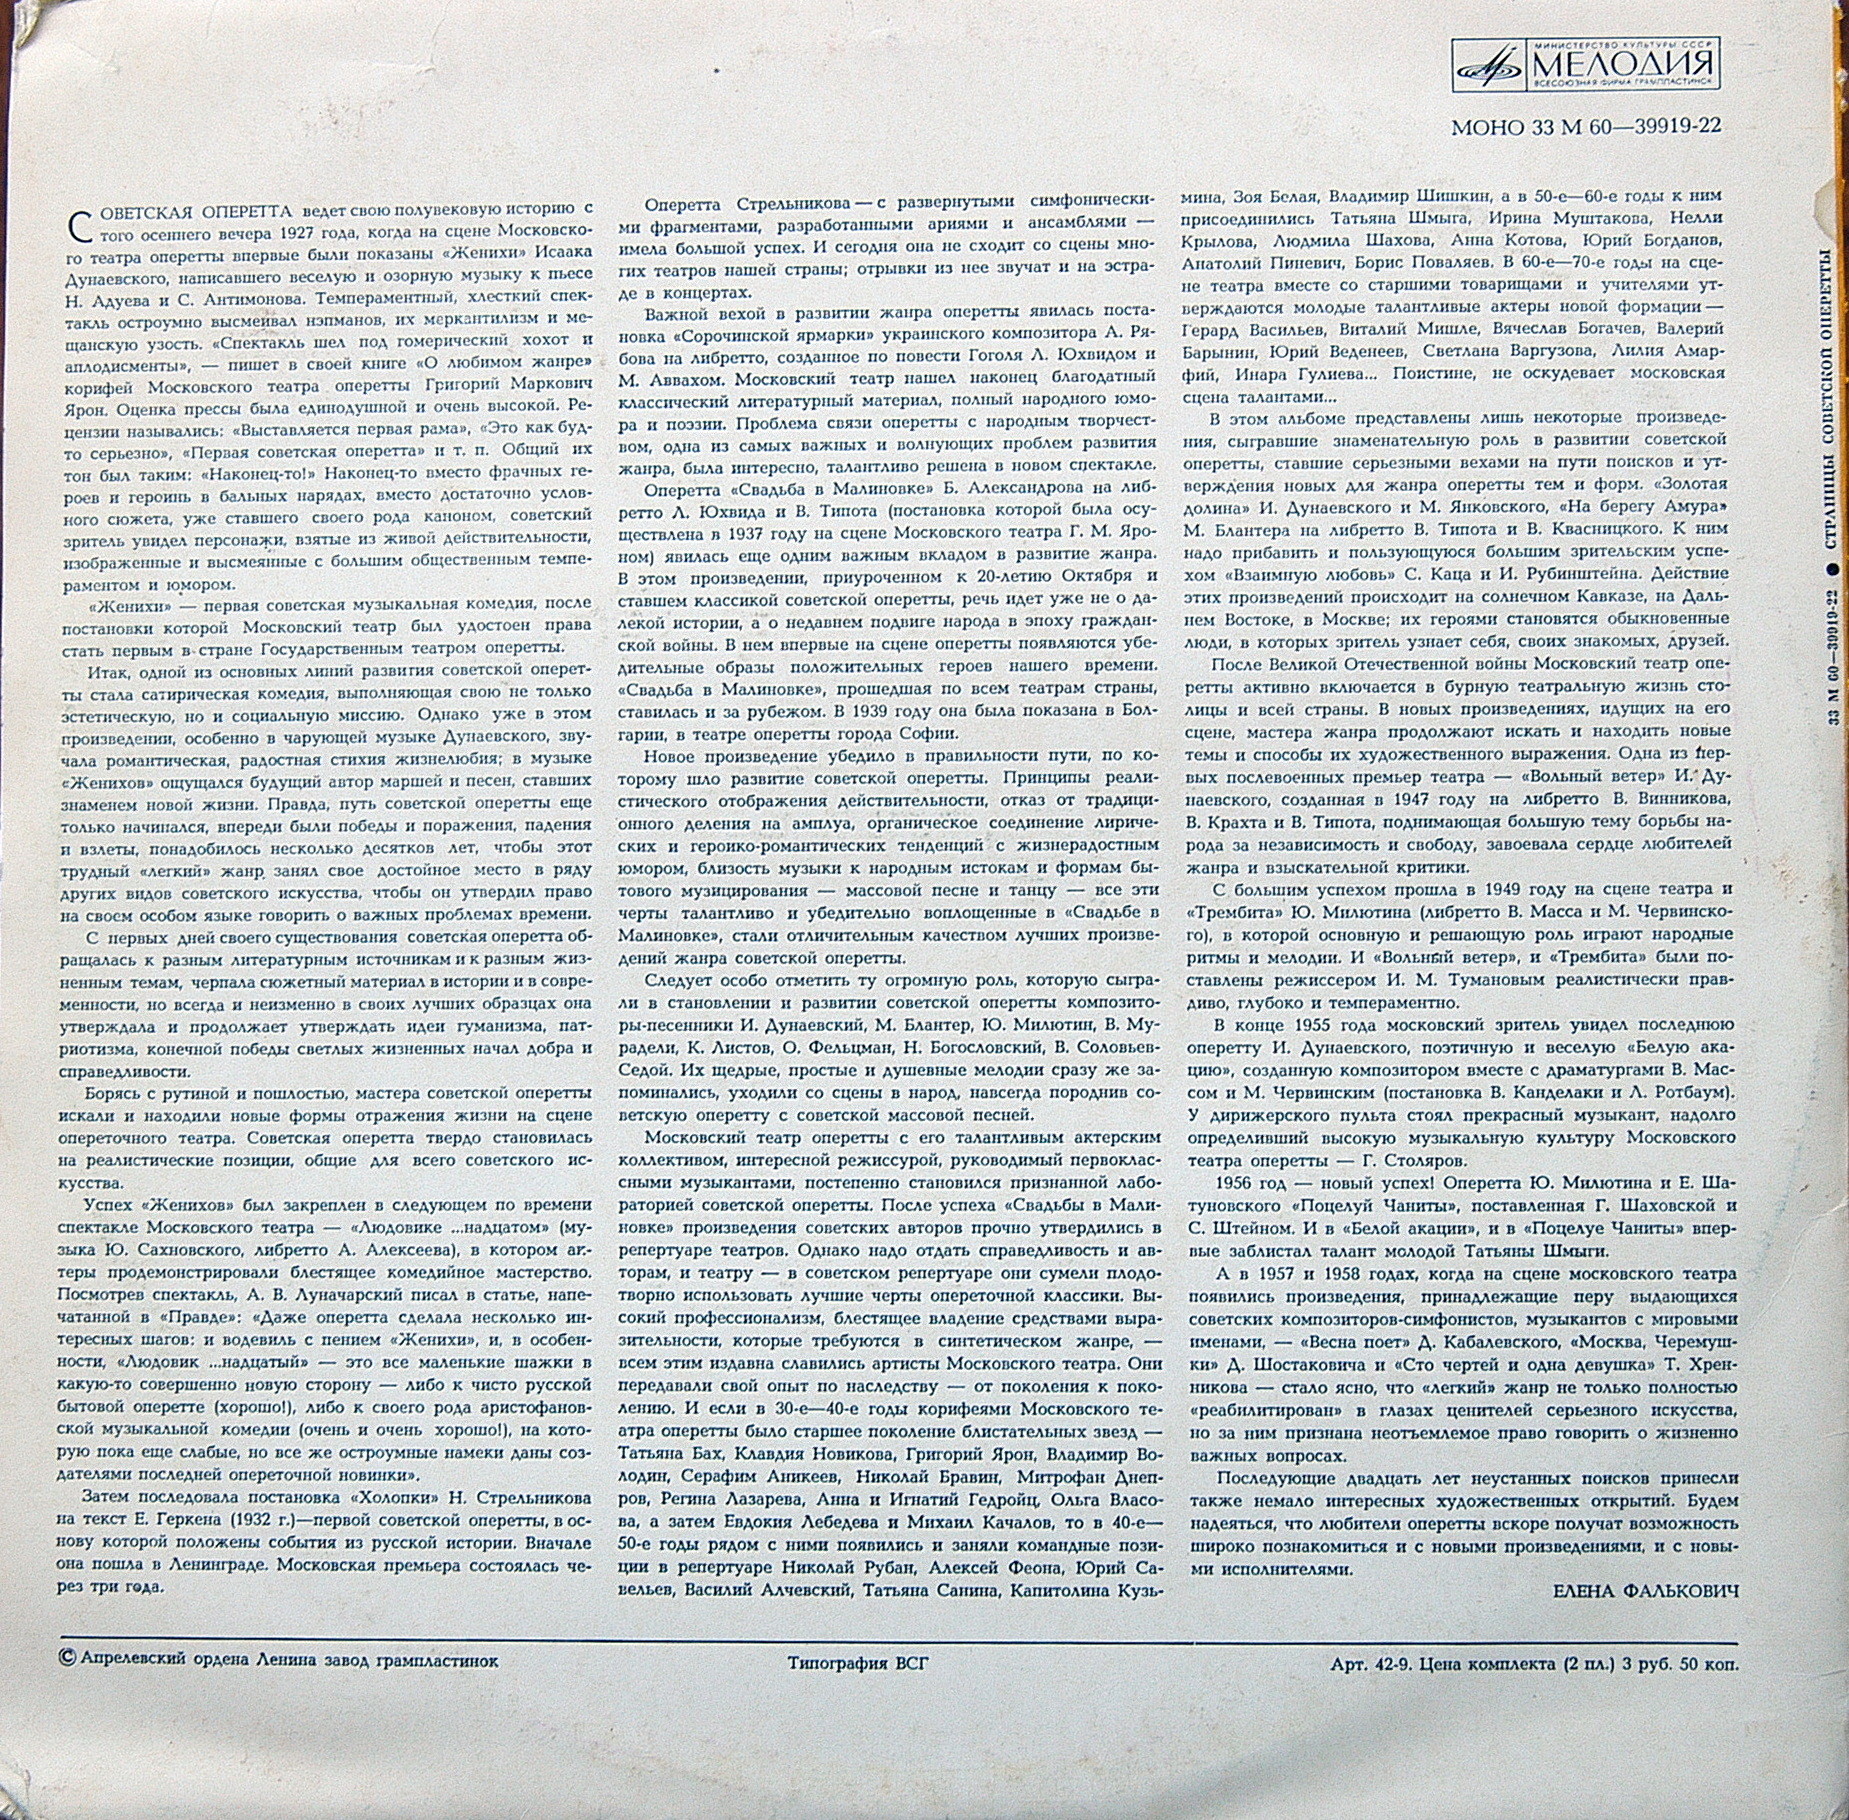 МИНИСТЕРСТВО КУЛЬТУРЫ СССР
МЕЛОДИЯ
ВСЕСОЮЗНАЯ ФИРМА ГРАМПЛАСТИНОК
МОНО 33 М 60—39919-22
СОВЕТСКАЯ ОПЕРЕТТА ведет свою полувековую историю с
того осеннего вечера 1927 года, когда на сцене Московско-
го театра оперетты впервые были показаны «Женихи» Исаака
Дунаевского, написавшего веселую и озорную музыку к пьесе
Н. Адуева и С. Антимонова. Темпераментный, хлесткий спек-
такль остроумно высмеивал нэпманов, их меркантилизм и ме-
щанскую узость. «Спектакль шел под гомерический хохот и
аплодисменты», — пишет в своей книге «О любимом жанре»
корифей Московского театра оперетты Григорий Маркович
Ярон. Оценка прессы была единодушной и очень высокой. Ре-
цензии назывались: «Выставляется первая рама», «Это как буд-
то серьезно», «Первая советская оперетта» и т. п. Общий их
тон был таким: «Наконец-то!» Наконец-то вместо фрачных ге-
роев и героинь в бальных нарядах, вместо достаточно услов-
ного сюжета, уже ставшего своего рода каноном, советский
зритель увидел персонажи, взятые из живой действительности,
изображенные и высмеянные с большим общественным темпе-
раментом и юмором.
«Женихи» — первая советская музыкальная комедия, после
постановки которой Московский театр был удостоен права
стать первым в стране Государственным театром оперетты.
Итак, одной из основных линий развития советской оперет-
ты стала сатирическая комедия, выполняющая свою не только
эстетическую, но и социальную миссию. Однако уже в этом
произведении, особенно в чарующей музыке Дунаевского, зву-
чала романтическая, радостная стихия жизнелюбия; в музыке
«Женихов» ощущался будущий автор маршей и песен, ставших
знаменем новой жизни. Правда, путь советской оперетты еще
только начинался, впереди были победы и поражения, падения
и взлеты, понадобилось несколько десятков лет, чтобы этот
трудный «легкий» жанр занял свое достойное место в ряду
других видов советского искусства, чтобы он утвердил право
на своем особом языке говорить о важных проблемах времени.
С первых дней своего существования советская оперетта об-
ращалась к разным литературным источникам и к разным жиз-
ненным темам, черпала сюжетный материал в истории и в совре-
менности, но всегда и неизменно в своих лучших образцах она
утверждала и продолжает утверждать идеи гуманизма, пат-
риотизма, конечной победы светлых жизненных начал добра и
справедливости.
Борясь с рутиной и пошлостью, мастера советской оперетты
искали и находили новые формы отражения жизни на сцене
опереточного театра. Советская оперетта твердо становилась
на реалистические позиции, общие для всего советского ис-
кусства.
Успех «Женихов» был закреплен в следующем по времени
спектакле Московского театра — «Людовике ...надцатом» (му-
зыка Ю. Сахновского, либретто А. Алексеева), в котором ак-
теры продемонстрировали блестящее комедийное мастерство.
Посмотрев спектакль, А. В. Луначарский писал в статье, напе-
чатанной в «Правде»: «Даже оперетта сделала несколько ин-
тересных шагов: и водевиль с пением «Женихи», и, в особен-
ности, «Людовик ...надцатый» — это все маленькие шажки в
какую-то совершенно новую сторону — либо к чисто русской
бытовой оперетте (хорошо!), либо к своего рода аристофанов-
ской музыкальной комедии (очень и очень хорошо!), на кото-
рую пока еще слабые, но все же остроумные намеки даны соз-
дателями последней опереточной новинки».
Затем последовала постановка «Холопки» Н. Стрельникова
на текст Е. Геркена (1932 г.)—первой советской оперетты, в ос-
нову которой положены события из русской истории. Вначале
она пошла в Ленинграде. Московская премьера состоялась че-
рез три года.
Оперетта Стрельникова — с развернутыми симфонически-
ми фрагментами, разработанными ариями и ансамблями —
имела большой успех. И сегодня она не сходит со сцены мно-
гих театров нашей страны; отрывки из нее звучат и на эстра-
де в концертах.
Важной вехой в развитии жанра оперетты явилась поста-
новка «Сорочинской ярмарки» украинского композитора А. Ря-
бова на либретто, созданное по повести Гоголя Л. Юхвидом и
М. Аввахом. Московский театр нашел наконец благодатный
классический литературный материал, полный народного юмо-
ра и поэзии. Проблема связи оперетты с народным творчест-
вом, одна из самых важных и волнующих проблем развития
жанра, была интересно, талантливо решена в новом спектакле.
Оперетта «Свадьба в Малиновке» Б. Александрова на либ-
ретто Л. Юхвида и В. Типота (постановка которой была осу-
ществлена в 1937 году на сцене Московского театра Г. М. Яро-
ном) явилась еще одним важным вкладом в развитие жанра.
В этом произведении, приуроченном к 20-летию Октября и
ставшем классикой советской оперетты, речь идет уже не о да-
лекой истории, а о недавнем подвиге народа в эпоху граждан-
ской войны. В нем впервые на сцене оперетты появляются убе-
дительные образы положительных героев нашего времени.
«Свадьба в Малиновке», прошедшая по всем театрам страны,
ставилась и за рубежом. В 1939 году она была показана в Бол-
гарии, в театре оперетты города Софии.
Новое произведение убедило в правильности пути, по ко-
торому шло развитие советской оперетты. Принципы реали-
стического отображения действительности, отказ от традици-
онного деления на амплуа, органическое соединение лириче-
ских и героико-романтических тенденций с жизнерадостным
юмором, близость музыки к народным истокам и формам бы-
тового музицирования — массовой песне и танцу — все эти
черты талантливо и убедительно воплощенные в «Свадьбе в
Малиновке», стали отличительным качеством лучших произве-
дений жанра советской оперетты.
Следует особо отметить ту огромную роль, которую сыгра-
ли в становлении и развитии советской оперетты композито-
ры-песенники И. Дунаевский, М. Блантер, Ю. Милютин, В. Му-
радели, К. Листов, О. Фельцман, Н. Богословский, В. Соловьев-
Седой. Их щедрые, простые и душевные мелодии сразу же за-
поминались, уходили со сцены в народ, навсегда породнив со-
ветскую оперетту с советской массовой песней.
Московский театр оперетты с его талантливым актерским
коллективом, интересной режиссурой, руководимый первоклас-
сными музыкантами, постепенно становился признанной лабо-
раторией советской оперетты. После успеха «Свадьбы в Мали-
новке» произведения советских авторов прочно утвердились в
репертуаре театров. Однако надо отдать справедливость и ав-
торам, и театру — в советском репертуаре они сумели плодо-
творно использовать лучшие черты опереточной классики. Вы-
сокий профессионализм, блестящее владение средствами выра-
зительности, которые требуются в синтетическом жанре, —
всем этим издавна славились артисты Московского театра. Они
передавали свой опыт по наследству — от поколения к поко-
лению. И если в 30-е—40-е годы корифеями Московского те-
атра оперетты было старшее поколение блистательных звезд —
Татьяна Бах, Клавдия Новикова, Григорий Ярон, Владимир Во-
лодин, Серафим Аникеев, Николай Бравин, Митрофан Днеп-
ров, Регина Лазарева, Анна и Игнатий Гедройц, Ольга Власо-
ва, а затем Евдокия Лебедева и Михаил Качалов, то в 40-е—
50-е годы рядом с ними появились и заняли командные пози-
ции в репертуаре Николай Рубан, Алексей Феона, Юрий Са-
вельев, Василий Алчевский, Татьяна Санина, Капитолина Кузь-
мина, Зоя Белая, Владимир Шишкин, а в 50-е—60-е годы к ним
присоединились Татьяна Шмыга, Ирина Муштакова, Нелли
Крылова, Людмила Шахова, Анна Котова, Юрий Богданов,
Анатолий Пиневич, Борис Поваляев. В 60-е—70-е годы на сце-
не театра вместе со старшими товарищами и учителями ут-
верждаются молодые талантливые актеры новой формации —
Герард Васильев, Виталий Мишле, Вячеслав Богачев, Валерий
Барынин, Юрий Веденеев, Светлана Варгузова, Лилия Амар-
фий, Инара Гулиева... Поистине, не оскудевает московская
сцена талантами...
В этом альбоме представлены лишь некоторые произведе-
ния, сыгравшие знаменательную роль в развитии советской
оперетты, ставшие серьезными вехами на пути поисков и ут-
верждения новых для жанра оперетты тем и форм. «Золотая
долина» И. Дунаевского и М. Янковского, «На берегу Амура»
М. Блантера на либретто В. Типота и В. Квасницкого. К ним
надо прибавить и пользующуюся большим зрительским успе-
хом «Взаимную любовь» С. Каца и И. Рубинштейна. Действие
этих произведений происходит на солнечном Кавказе, на Даль-
нем Востоке, в Москве; их героями становятся обыкновенные
люди, в которых зритель узнает себя, своих знакомых, друзей.
После Великой Отечественной войны Московский театр опе-
ретты активно включается в бурную театральную жизнь сто-
лицы и всей страны. В новых произведениях, идущих на его
сцене, мастера жанра продолжают искать и находить новые
темы и способы их художественного выражения. Одна из пер-
вых послевоенных премьер театра — «Вольный ветер» И. Ду-
наевского, созданная в 1947 году на либретто В. Винникова,
В. Крахта и В. Типота, поднимающая большую тему борьбы на-
рода за независимость и свободу, завоевала сердце любителей
жанра и взыскательной критики.
С большим успехом прошла в 1949 году на сцене театра и
«Трембита» Ю. Милютина (либретто В. Масса и М. Червинско-
го), в которой основную и решающую роль играют народные
ритмы и мелодии. И «Вольный ветер», и «Трембита» были по-
ставлены режиссером И. М. Тумановым реалистически прав-
диво, глубоко и темпераментно.
В конце 1955 года московский зритель увидел последнюю
оперетту И. Дунаевского, поэтичную и веселую «Белую ака-
цию», созданную композитором вместе с драматургами В. Мас-
сом и М. Червинским (постановка В. Канделаки и Л. Ротбаум).
У дирижерского пульта стоял прекрасный музыкант, надолго
определивший высокую музыкальную культуру Московского
театра оперетты — Г. Столяров.
1956 год — новый успех! Оперетта Ю. Милютина и Е. Ша-
туновского «Поцелуй Чаниты», поставленная Г. Шаховской и
С. Штейном. И в «Белой акации», и в «Поцелуе Чаниты» впер-
вые заблистал талант молодой Татьяны Шмыги.
А в 1957 и 1958 годах, когда на сцене московского театра
появились произведения, принадлежащие перу выдающихся
советских композиторов-симфонистов, музыкантов с мировыми
именами, — «Весна поет» Д. Кабалевского, «Москва, Черемуш-
ки» Д. Шостаковича и «Сто чертей и одна девушка» Т. Хрен-
никова — стало ясно, что «легкий» жанр не только полностью
«реабилитирован» в глазах ценителей серьезного искусства,
но за ним признана неотъемлемое право говорить о жизненно
важных вопросах.
Последующие двадцать лет неустанных поисков принесли
также немало интересных художественных открытий. Будем
надеяться, что любители оперетты вскоре получат возможность
широко познакомиться и с новыми произведениями, и с новы-
ми исполнителями.
ЕЛЕНА ФАЛЬКОВИЧ
© Апрелевский ордена Ленина завод грампластинок
Типография ВСГ
Арт. 42-9. Цена комплекта (2 пл.) 3 руб. 50 коп.
33 М 60—39919-22 ● СТРАНИЦЫ СОВЕТСКОЙ ОПЕРЕТТЫ